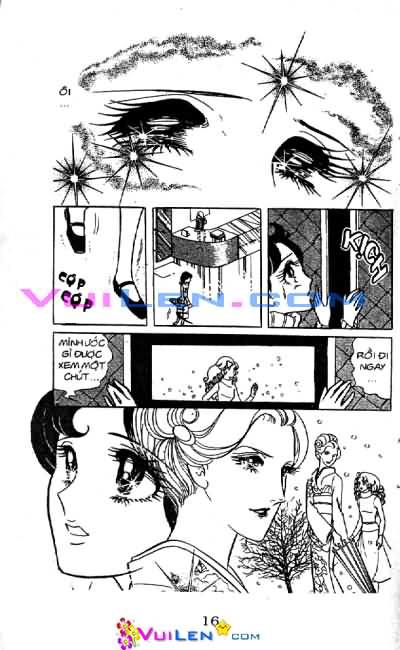 ÔI
...
CỘP
CỘP
KỊCH
VUILEN.COM
MÌNH ƯỚC
GÌ ĐƯỢC
XEM MỘT
CHÚT...
RỒI ĐI
NGAY
...
16
VUILEN.COM